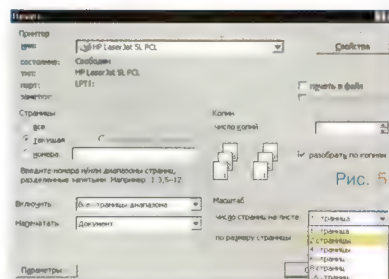 Печать
Принтер
имя: HP LaserJet 5L PCL
Свойства
состояние: Свободен
тип: HP LaserJet 5L PCL
порт: LPT1:
заметки:
печать в файл
Страницы
все
текущая
номера:
Введите номера и/или диапазоны страниц,
разделенные запятыми. Например: 1,3,5-12
Копии
число копий
разобрать по копиям
Рис. 5
Включить
Все страницы диапазона
Напечатать
Документ
Масштаб
число страниц на листе
1 страница
по размеру страницы
1 страница
2 страницы
4 страницы
6 страниц
Параметры